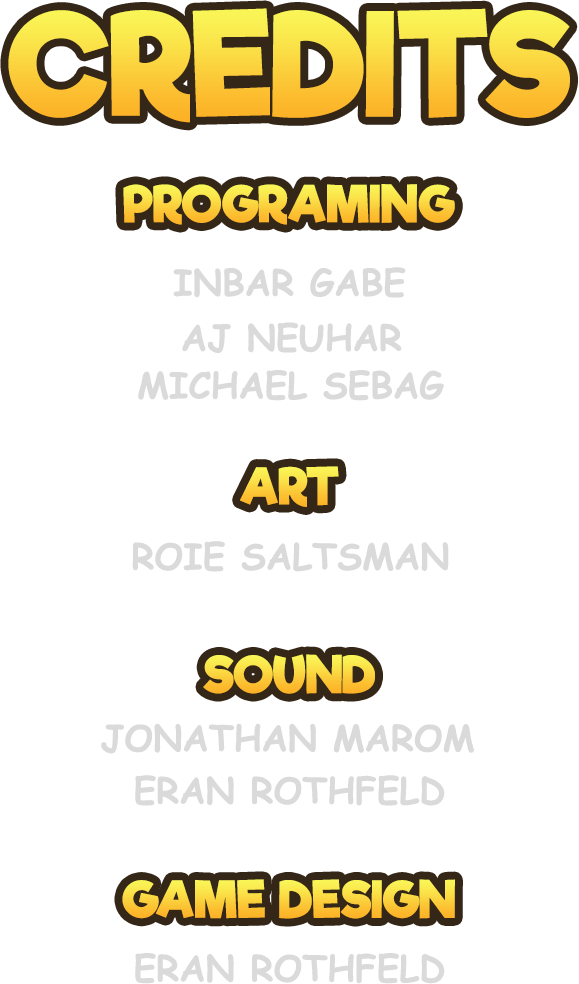 CREDITS
PROGRAMING
INBAR GABE
AJ NEUHAR
MICHAEL SEBAG
ART
ROIE SALTSMAN
SOUND
JONATHAN MAROM
ERAN ROTHFELD
GAME DESIGN
ERAN ROTHFELD